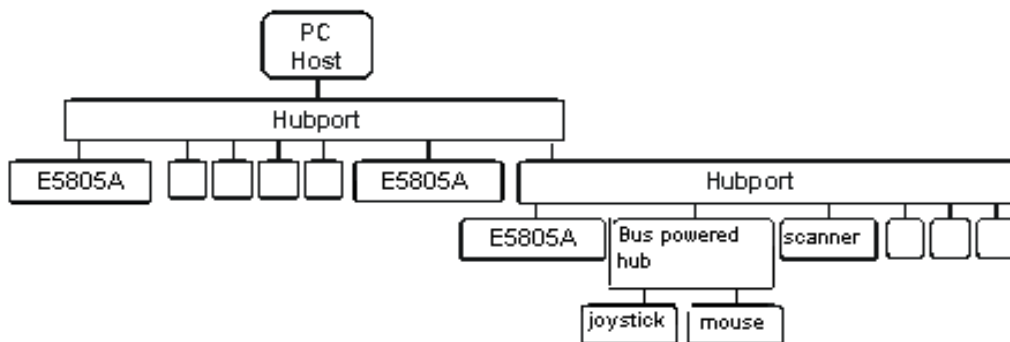 PC
Host
Hubport
E5805A
E5805A
Hubport
E5805A
Bus powered
hub
scanner
joystick
mouse